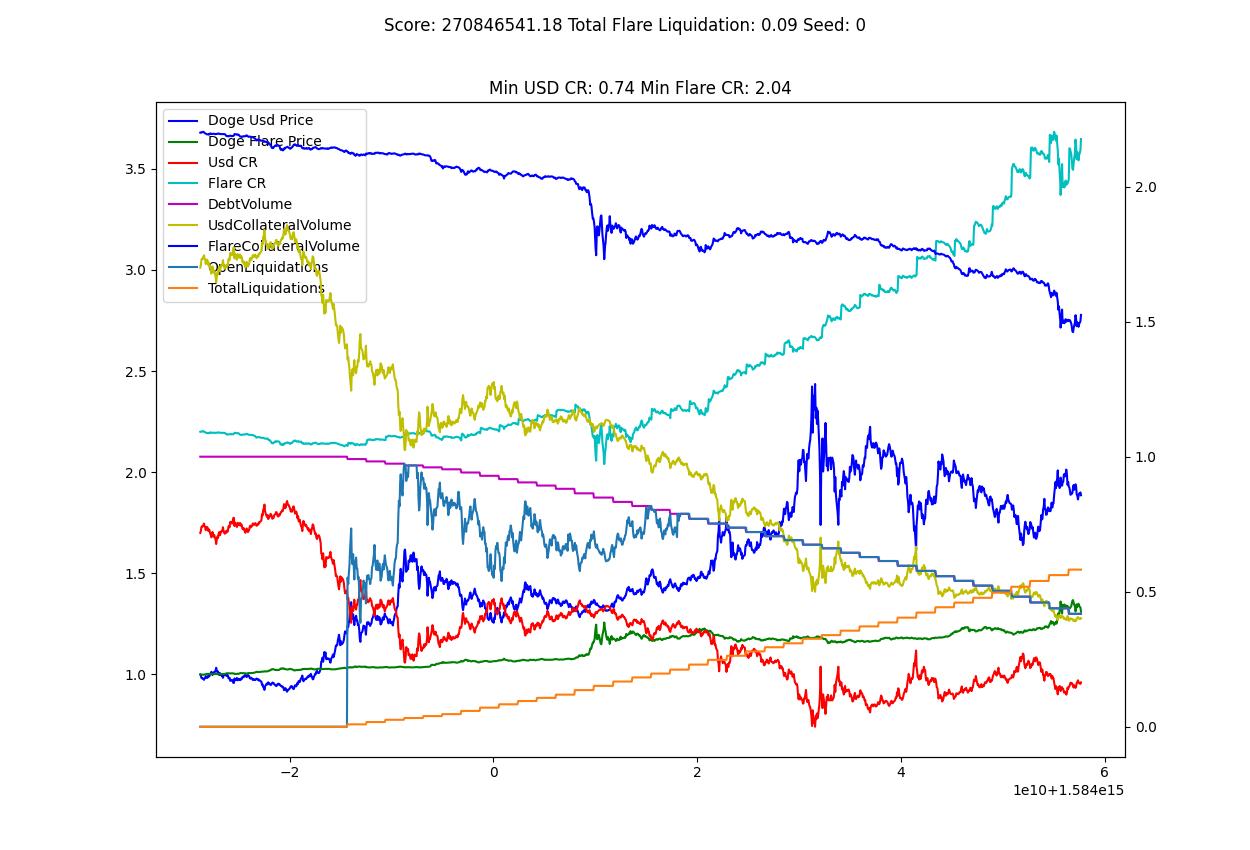 Score: 270846541.18 Total Flare Liquidation: 0.09 Seed: 0
Min USD CR: 0.74 Min Flare CR: 2.04
Doge Usd Price
Doge Flare Price
Usd CR
Flare CR
DebtVolume
UsdCollateralVolume
FlareCollateralVolume
OpenLiquidations
TotalLiquidations
3.5
3.0
2.5
2.0
1.5
1.0
2.0
1.5
1.0
0.5
0.0
−2 0 2 4 6
1e10+1.584e15